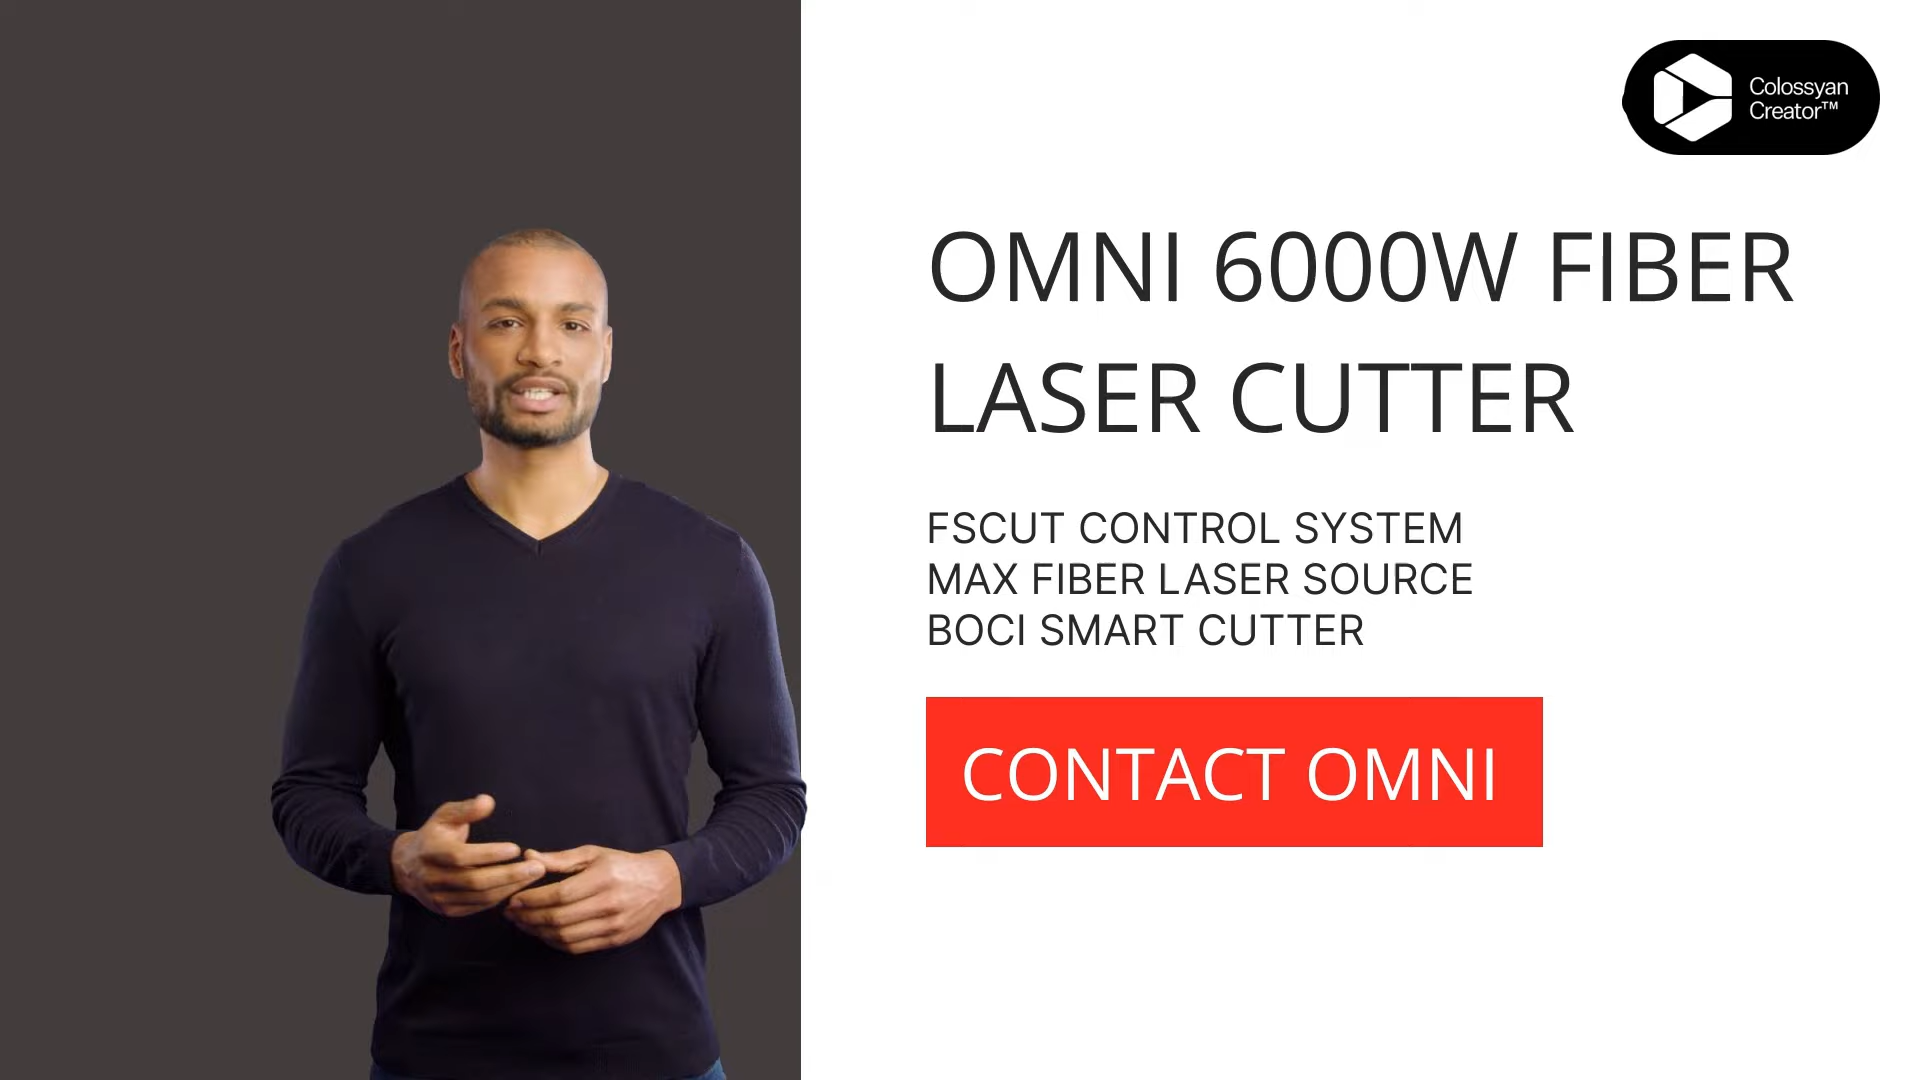 Colossyan
Creator™
OMNI 6000W FIBER
LASER CUTTER
FSCUT CONTROL SYSTEM
MAX FIBER LASER SOURCE
BOCI SMART CUTTER
CONTACT OMNI